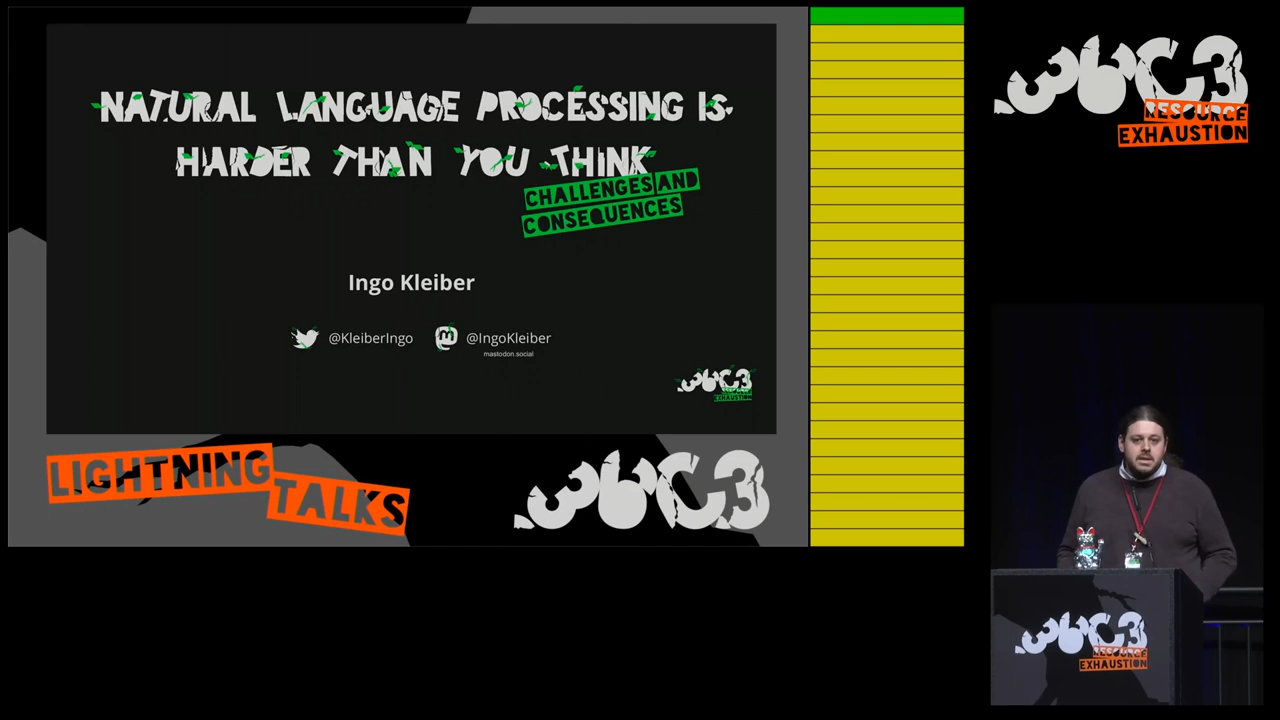 NATURAL LANGUAGE PROCESSING IS
HARDER THAN YOU THINK
CHALLENGES AND
CONSEQUENCES
Ingo Kleiber
@KleiberIngo @IngoKleiber
mastodon.social
36C3
EXHAUSTION
LIGHTNING
TALKS
36C3
36C3
RESOURCE
EXHAUSTION
36C3
RESOURCE
EXHAUSTION